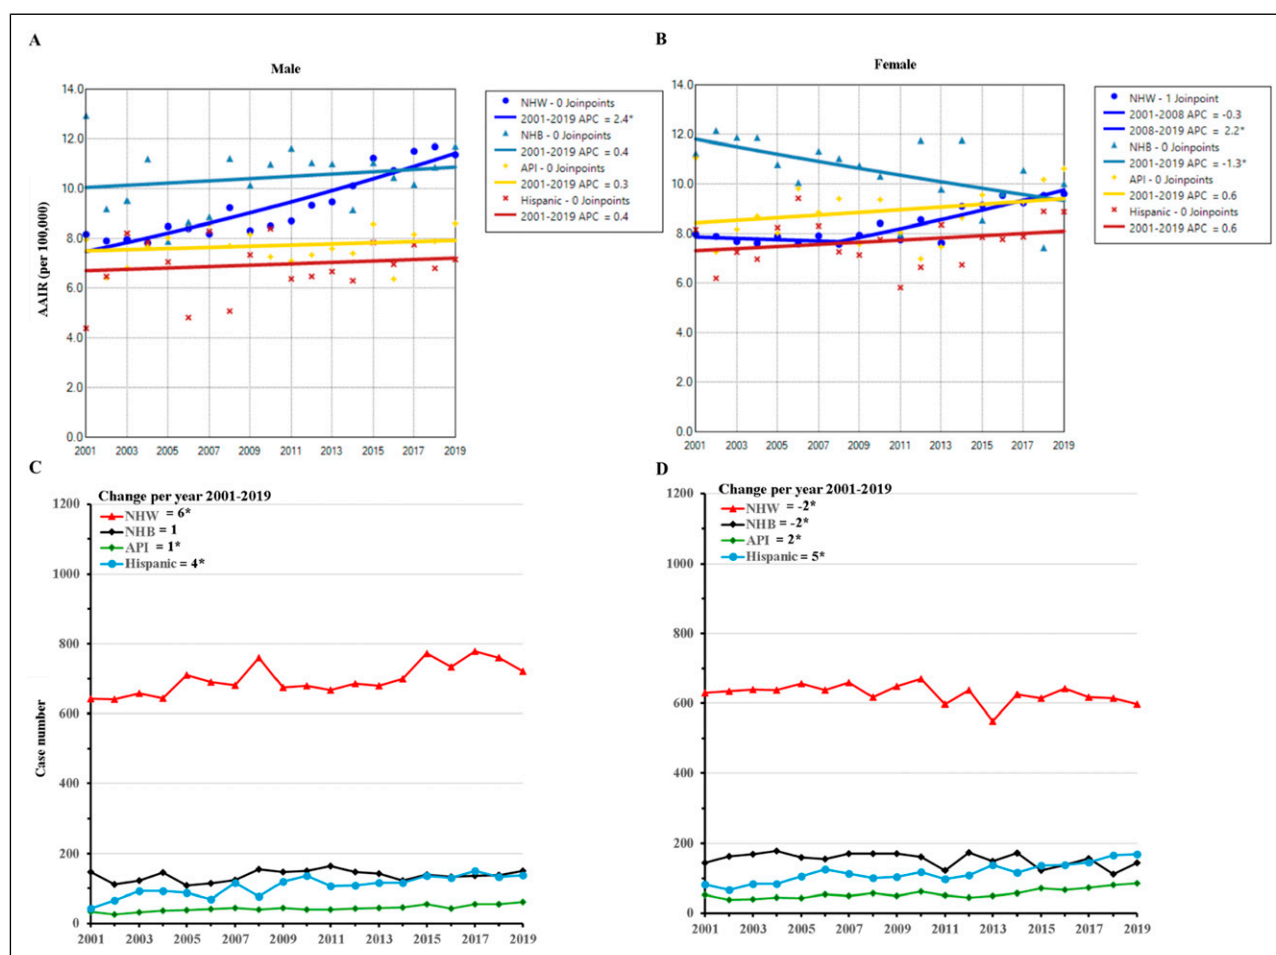 A
Male
14.0
12.0
10.0
8.0
6.0
4.0
2.0
0.0
2001 2003 2005 2007 2009 2011 2013 2015 2017 2019
AAIR (per 100,000)
NHW - 0 Joinpoints
2001-2019 APC = 2.4*
NHB - 0 Joinpoints
2001-2019 APC = 0.4
API - 0 Joinpoints
2001-2019 APC = 0.3
Hispanic - 0 Joinpoints
2001-2019 APC = 0.4
B
Female
14.0
12.0
10.0
8.0
6.0
4.0
2.0
0.0
2001 2003 2005 2007 2009 2011 2013 2015 2017 2019
NHW - 1 Joinpoint
2001-2008 APC = -0.3
2008-2019 APC = 2.2*
NHB - 0 Joinpoints
2001-2019 APC = -1.3*
API - 0 Joinpoints
2001-2019 APC = 0.6
Hispanic - 0 Joinpoints
2001-2019 APC = 0.6
C
Change per year 2001-2019
NHW = 6*
NHB = 1
API = 1*
Hispanic = 4*
1200
1000
800
600
400
200
0
2001 2003 2005 2007 2009 2011 2013 2015 2017 2019
Case number
D
Change per year 2001-2019
NHW = -2*
NHB = -2*
API = 2*
Hispanic = 5*
1200
1000
800
600
400
200
0
2001 2003 2005 2007 2009 2011 2013 2015 2017 2019